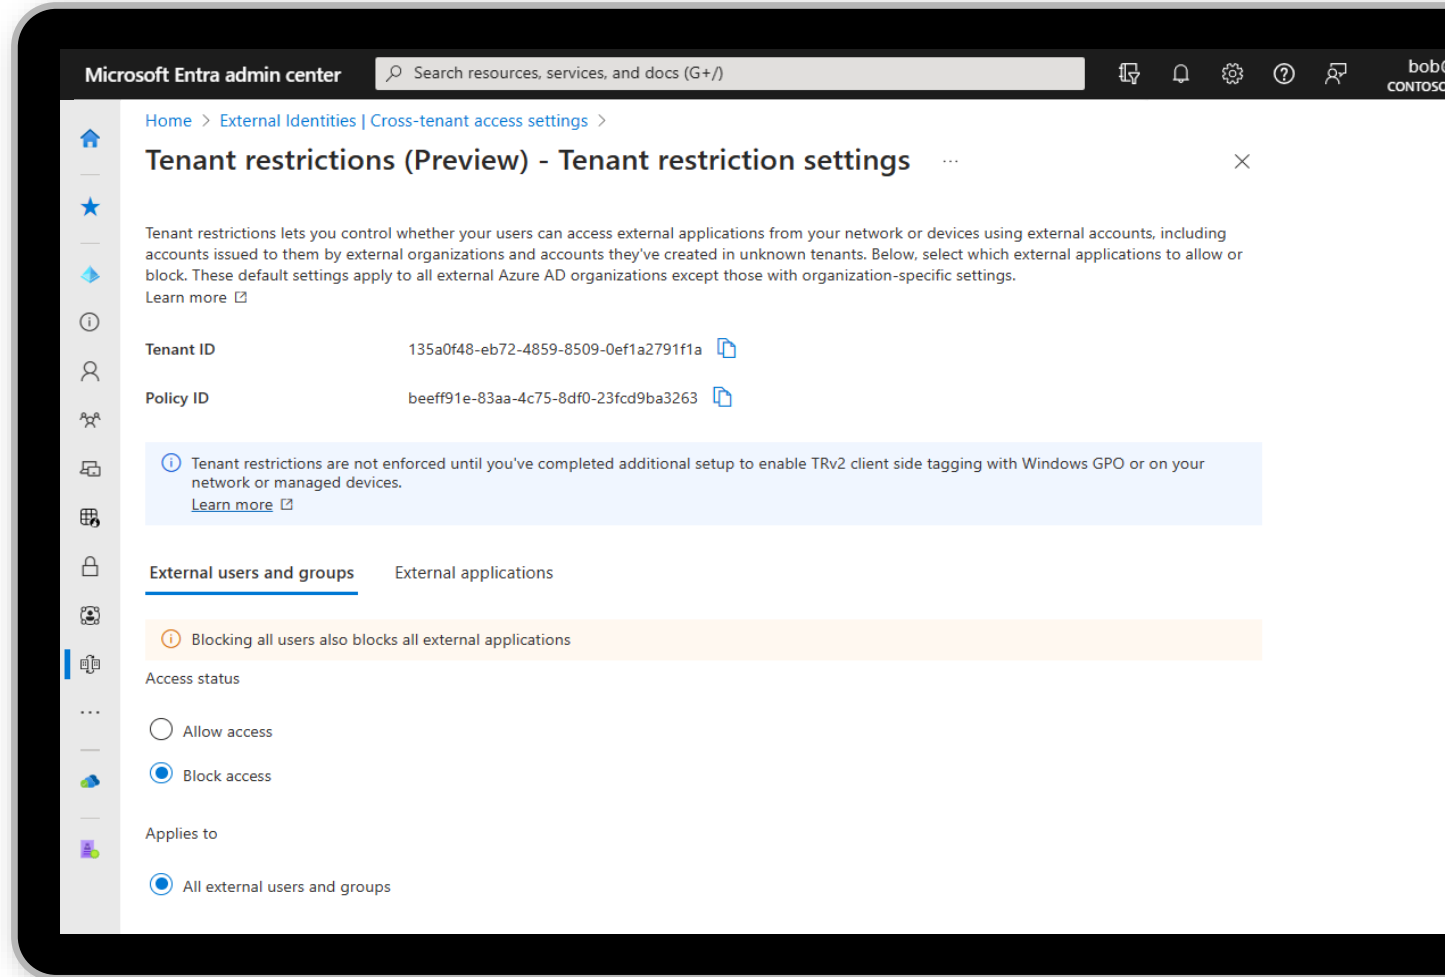 Microsoft Entra admin center
Search resources, services, and docs (G+/)
bob@
CONTOSO
Home > External Identities | Cross-tenant access settings >
Tenant restrictions (Preview) - Tenant restriction settings ...
Tenant restrictions lets you control whether your users can access external applications from your network or devices using external accounts, including
accounts issued to them by external organizations and accounts they've created in unknown tenants. Below, select which external applications to allow or
block. These default settings apply to all external Azure AD organizations except those with organization-specific settings.
Learn more
Tenant ID 135a0f48-eb72-4859-8509-0ef1a2791f1a
Policy ID beeff91e-83aa-4c75-8df0-23fcd9ba3263
Tenant restrictions are not enforced until you've completed additional setup to enable TRv2 client side tagging with Windows GPO or on your
network or managed devices.
Learn more
External users and groups External applications
Blocking all users also blocks all external applications
Access status
Allow access
Block access
Applies to
All external users and groups